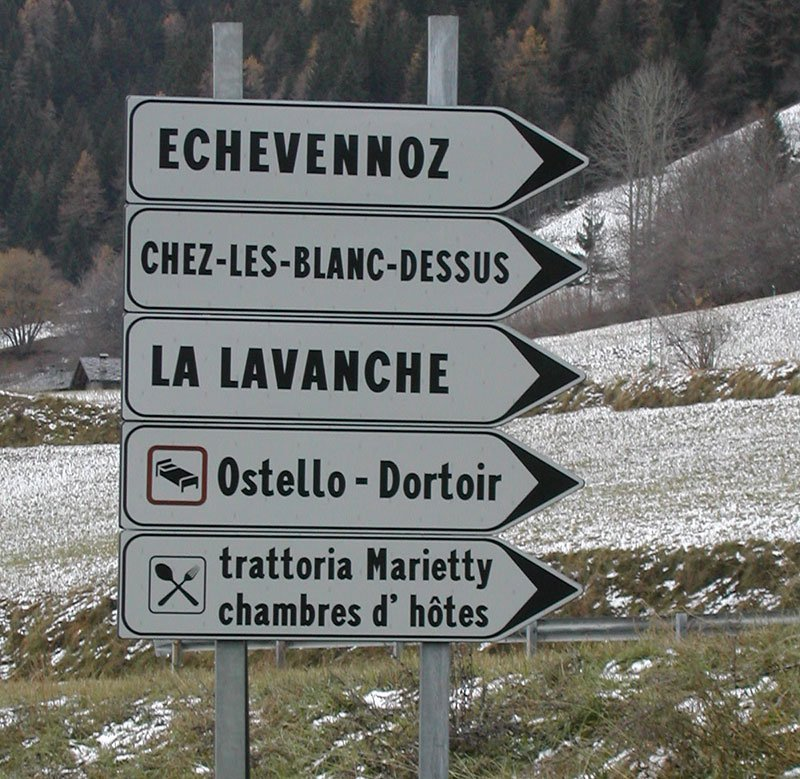 ECHEVENNOZ
CHEZ-LES-BLANC-DESSUS
LA LAVANCHE
Ostello - Dortoir
trattoria Marietty
chambres d' hôtes